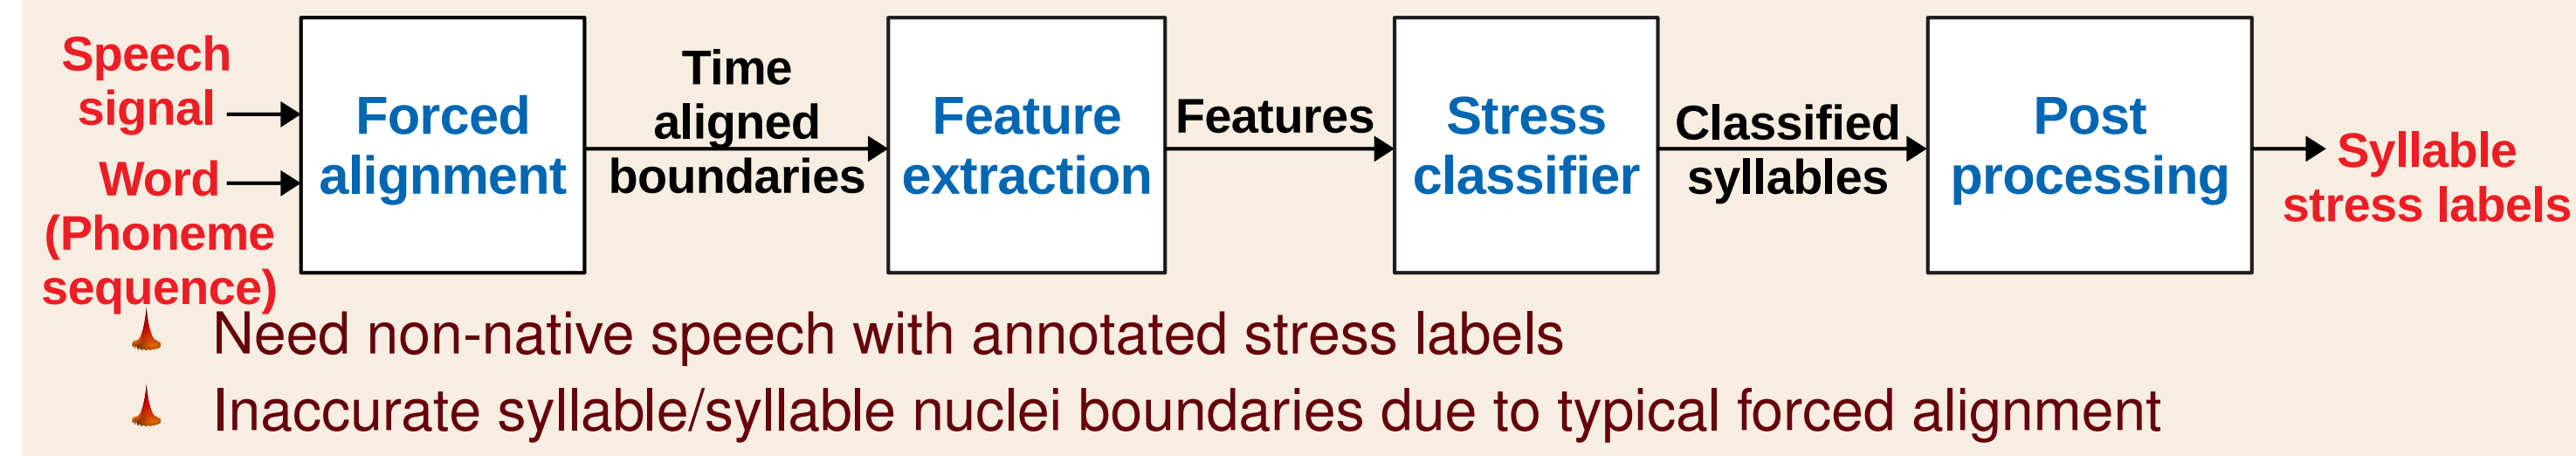 Speech
signal
Word
(Phoneme
sequence)
Forced
alignment
Time
aligned
boundaries
Feature
extraction
Features
Stress
classifier
Classified
syllables
Post
processing
Syllable
stress labels
Need non-native speech with annotated stress labels
Inaccurate syllable/syllable nuclei boundaries due to typical forced alignment